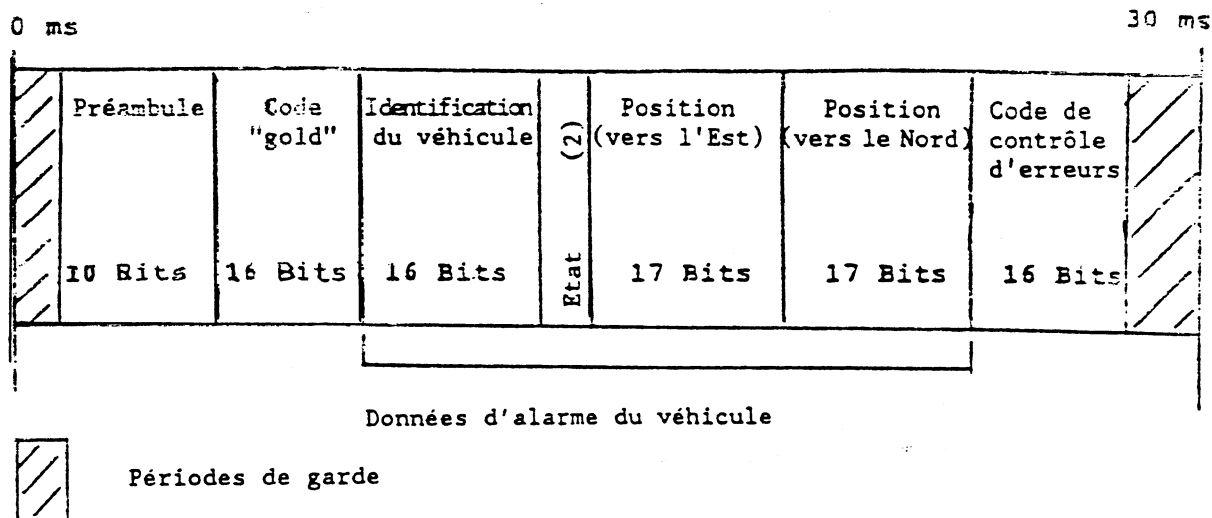 0 ms
30 ms
Préambule
10 Bits
Code
"gold"
16 Bits
Identification
du véhicule
16 Bits
Etat (2)
Position
(vers l'Est)
17 Bits
Position
(vers le Nord)
17 Bits
Code de
contrôle
d'erreurs
16 Bits
Données d'alarme du véhicule
Périodes de garde